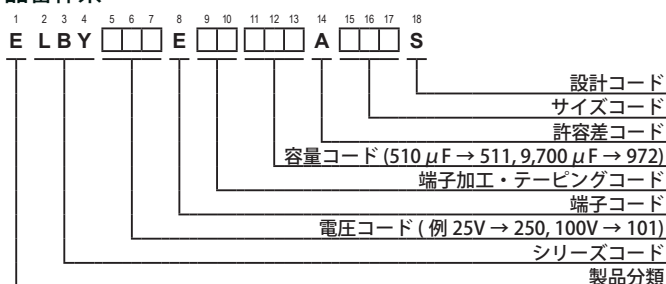 1 2 3 4 5 6 7 8 9 10 11 12 13 14 15 16 17 18
E L B Y □□□ E □□ □□□ A □□□ S
設計コード
サイズコード
許容差コード
容量コード (510 μF → 511, 9,700 μF → 972)
端子加工・テーピングコード
端子コード
電圧コード ( 例 25V → 250, 100V → 101)
シリーズコード
製品分類